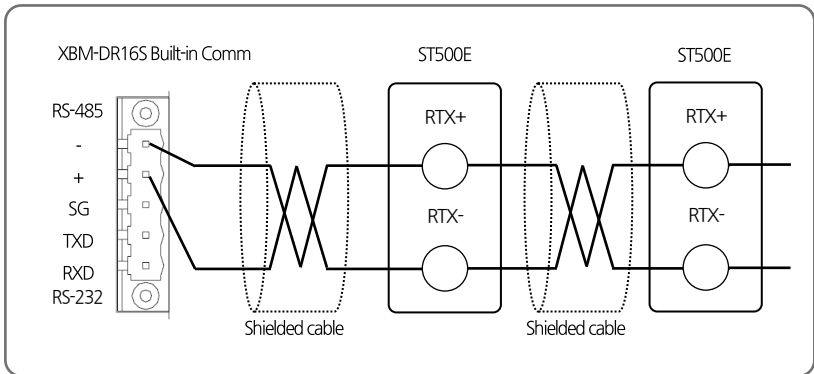 XBM-DR16S Built-in Comm
ST500E
ST500E
RS-485
-
+
SG
TXD
RXD
RS-232
RTX+
RTX-
RTX+
RTX-
Shielded cable
Shielded cable